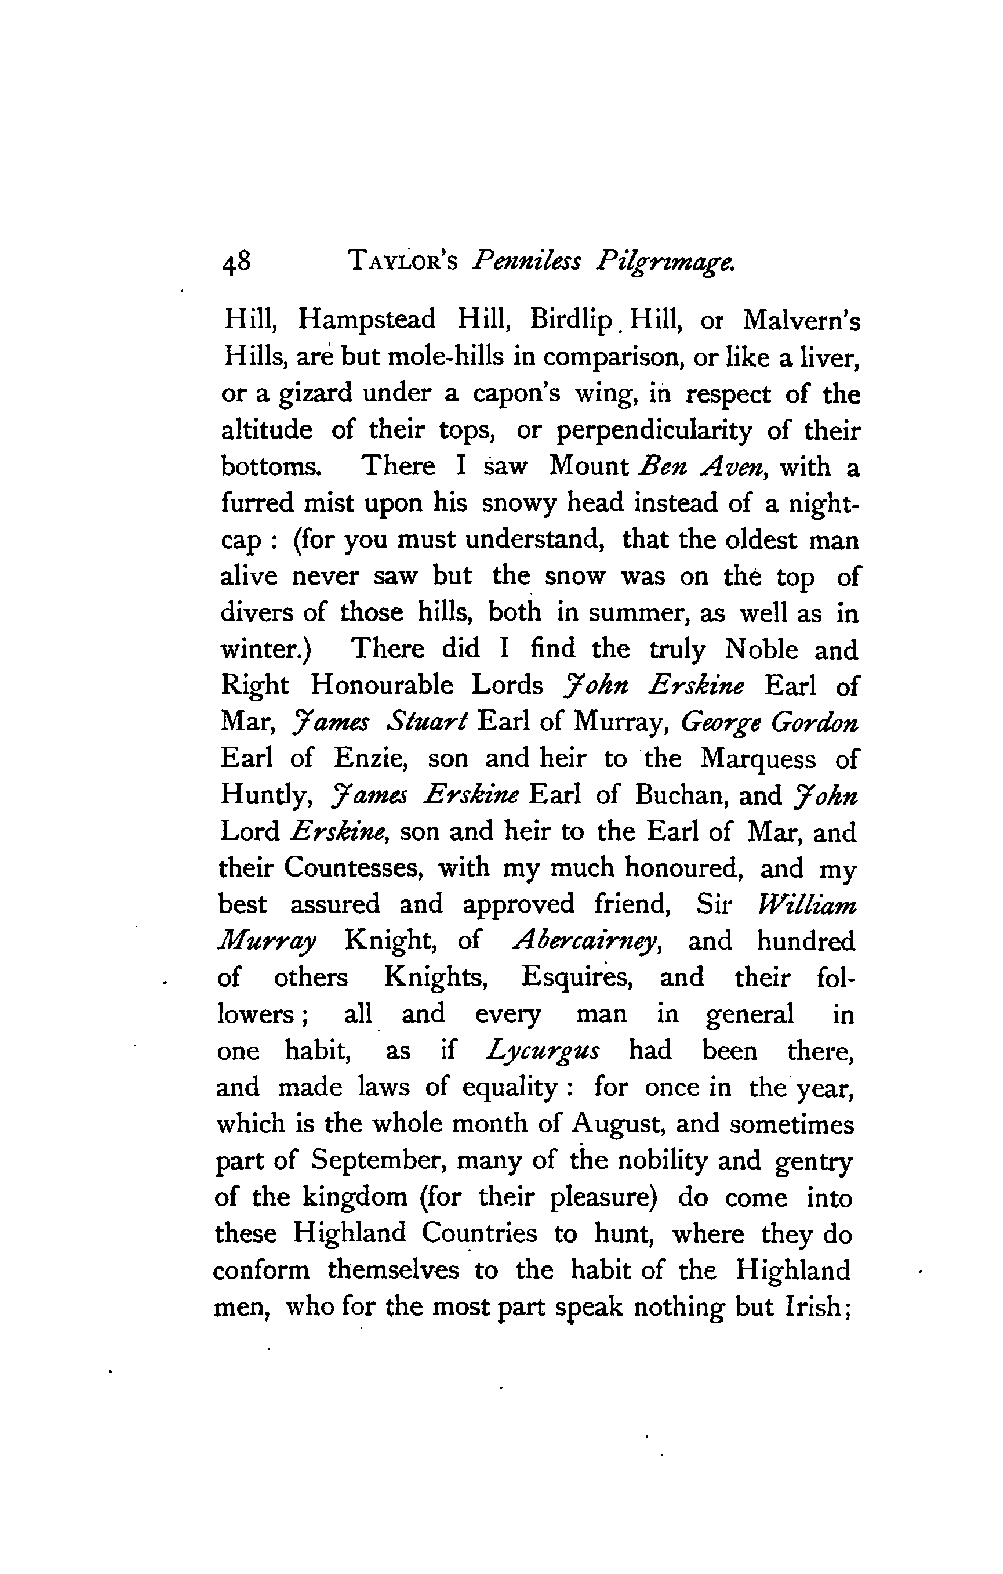 48 TAYLOR'S Penniless Pilgrimage.
Hill, Hampstead Hill, Birdlip Hill, or Malvern's
Hills, are but mole-hills in comparison, or like a liver,
or a gizard under a capon's wing, in respect of the
altitude of their tops, or perpendicularity of their
bottoms. There I saw Mount Ben Aven, with a
furred mist upon his snowy head instead of a night-
cap : (for you must understand, that the oldest man
alive never saw but the snow was on the top of
divers of those hills, both in summer, as well as in
winter.) There did I find the truly Noble and
Right Honourable Lords John Erskine Earl of
Mar, James Stuart Earl of Murray, George Gordon
Earl of Enzie, son and heir to the Marquess of
Huntly, James Erskine Earl of Buchan, and John
Lord Erskine, son and heir to the Earl of Mar, and
their Countesses, with my much honoured, and my
best assured and approved friend, Sir William
Murray Knight, of Abercairney, and hundred
of others Knights, Esquires, and their fol-
lowers ; all and every man in general in
one habit, as if Lycurgus had been there,
and made laws of equality : for once in the year,
which is the whole month of August, and sometimes
part of September, many of the nobility and gentry
of the kingdom (for their pleasure) do come into
these Highland Countries to hunt, where they do
conform themselves to the habit of the Highland
men, who for the most part speak nothing but Irish;